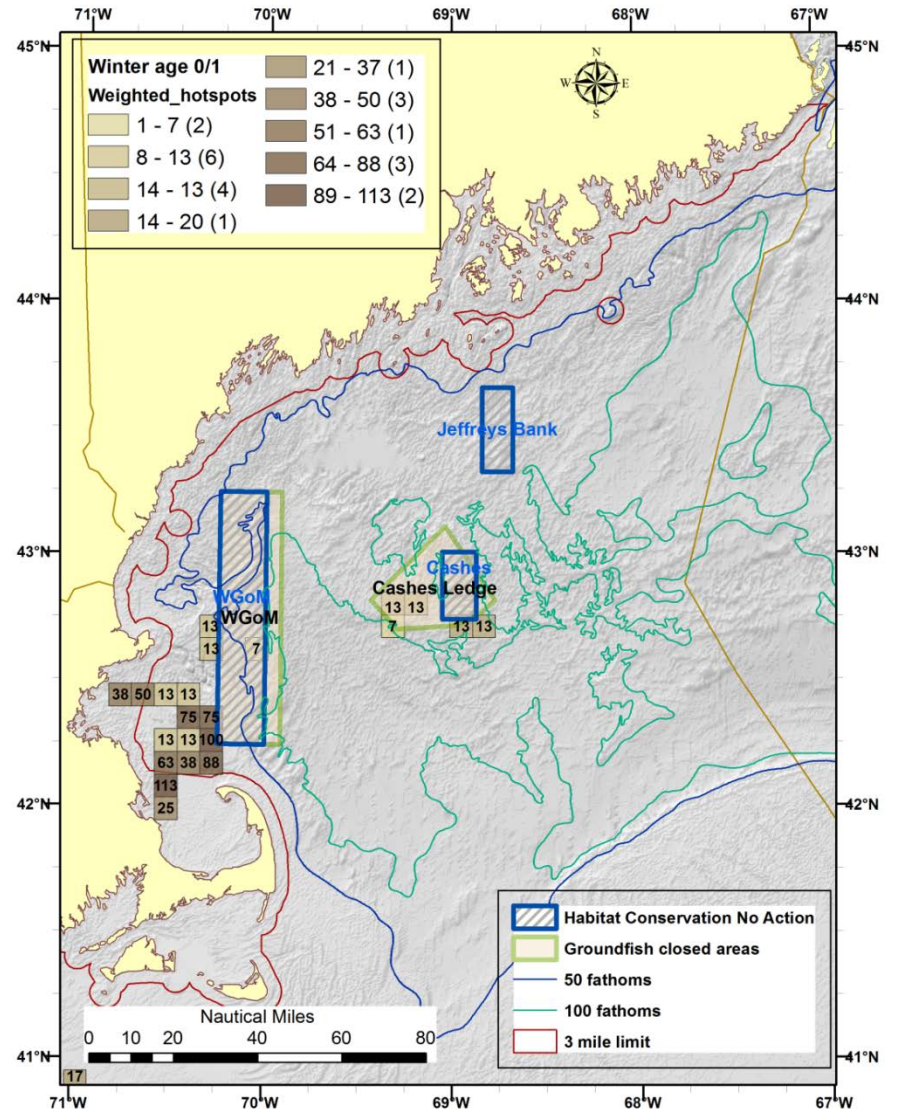 71°W 70°W 69°W 68°W 67°W
45°N 45°N
Winter age 0/1
Weighted_hotspots
1 - 7 (2)
8 - 13 (6)
14 - 13 (4)
14 - 20 (1)
21 - 37 (1)
38 - 50 (3)
51 - 63 (1)
64 - 88 (3)
89 - 113 (2)
N
W E
S
44°N 44°N
Jeffreys Bank
43°N 43°N
Cashes
Cashes Ledge
WGoM
WGoM
13 13
13 7 13 13
13 7
38 50 13 13
75 75
13 13 100
63 38 88
113
25
42°N 42°N
Habitat Conservation No Action
Groundfish closed areas
50 fathoms
100 fathoms
3 mile limit
Nautical Miles
0 10 20 40 60 80
41°N 41°N
17
71°W 70°W 69°W 68°W 67°W